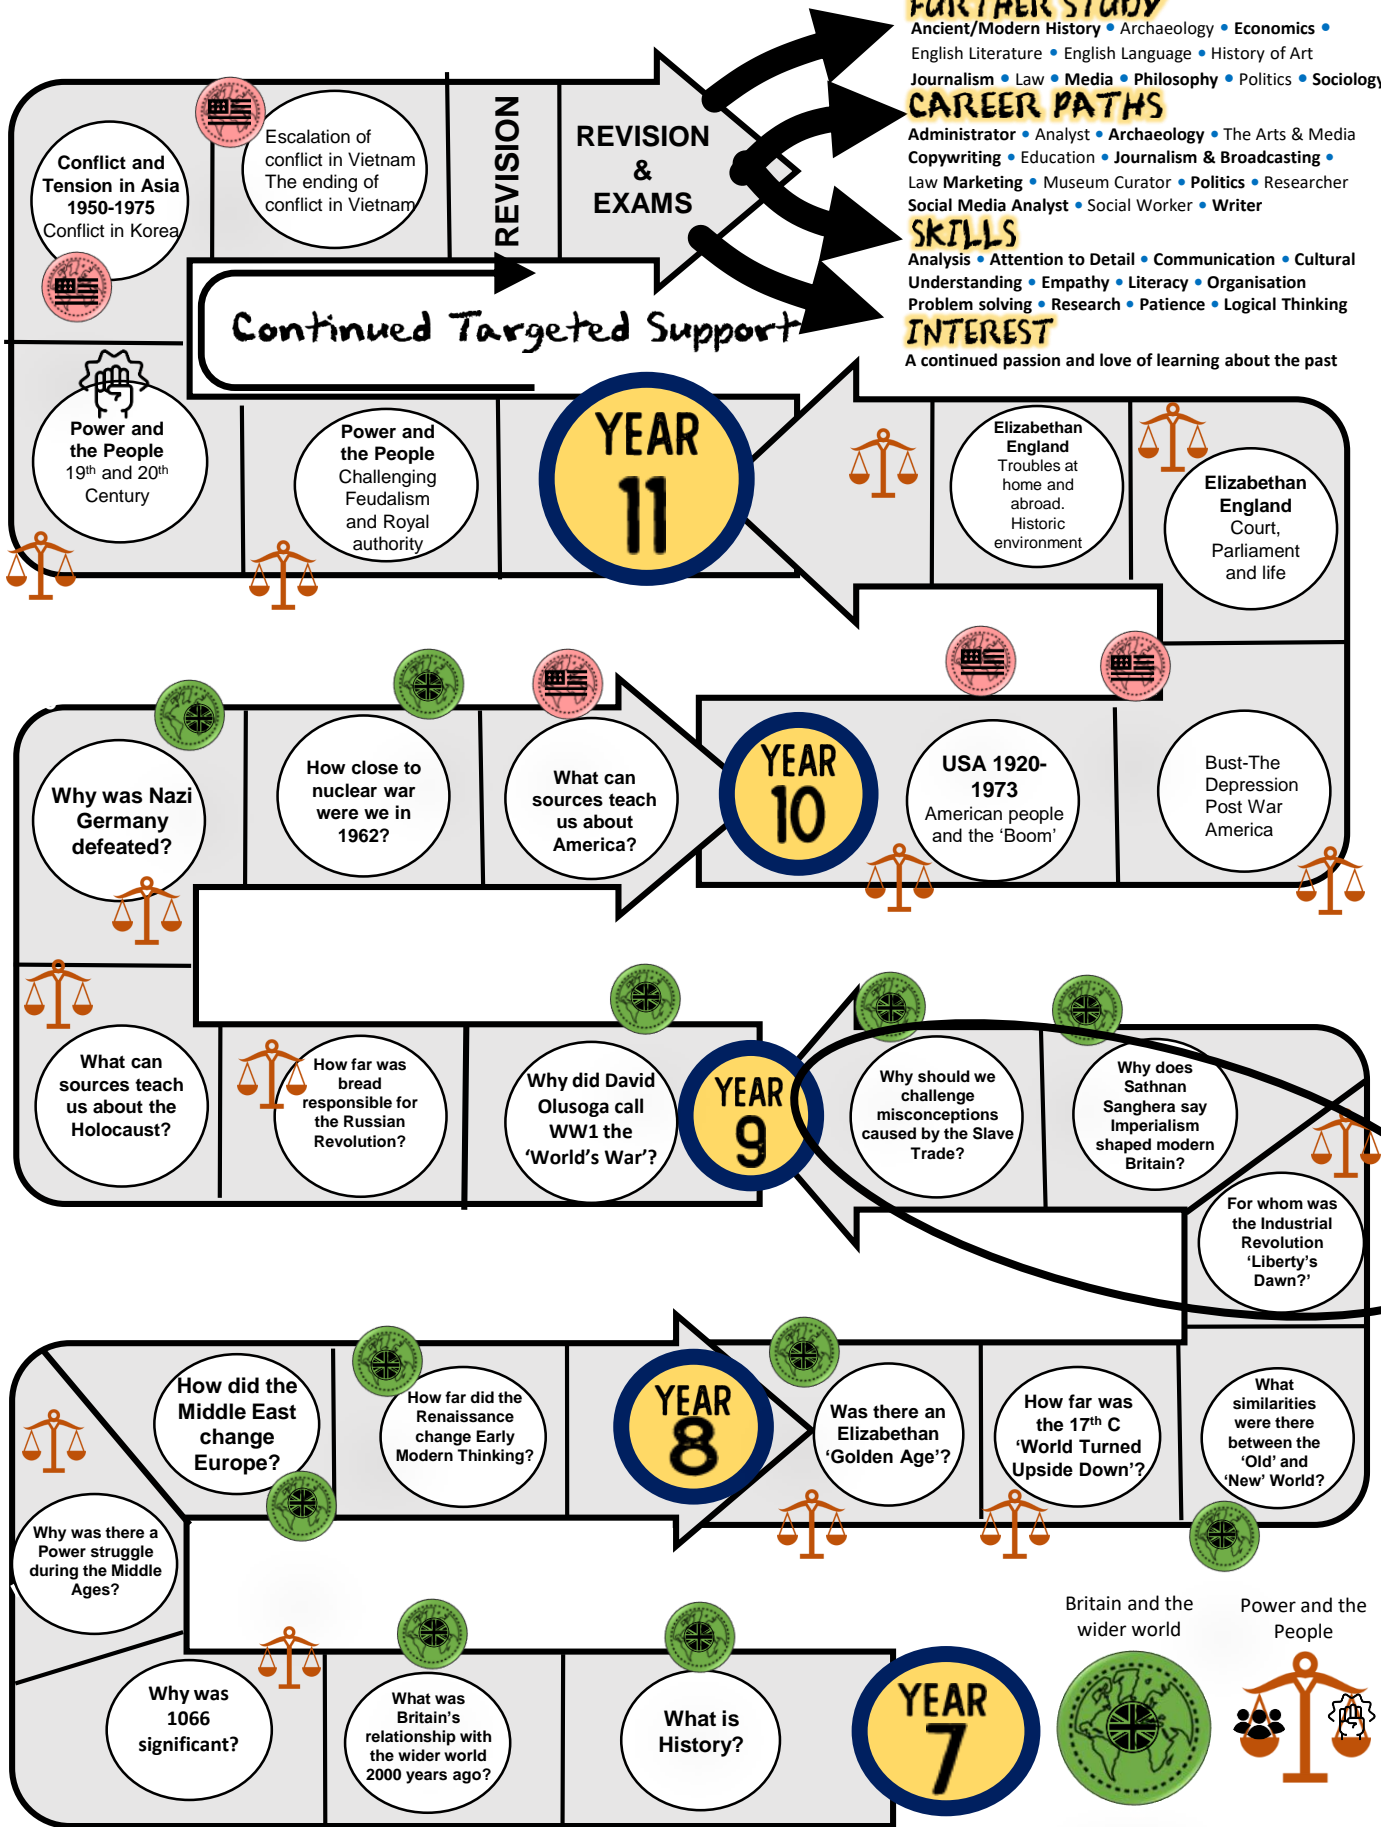 FURTHER STUDY
Ancient/Modern History • Archaeology • Economics •
English Literature • English Language • History of Art
Journalism • Law • Media • Philosophy • Politics • Sociology
CAREER PATHS
Administrator • Analyst • Archaeology • The Arts & Media
Copywriting • Education • Journalism & Broadcasting •
Law Marketing • Museum Curator • Politics • Researcher
Social Media Analyst • Social Worker • Writer
SKILLS
Analysis • Attention to Detail • Communication • Cultural
Understanding • Empathy • Literacy • Organisation
Problem solving • Research • Patience • Logical Thinking
INTEREST
A continued passion and love of learning about the past
Conflict and
Tension in Asia
1950-1975
Conflict in Korea
Escalation of
conflict in Vietnam
The ending of
conflict in Vietnam
REVISION
REVISION
&
EXAMS
Continued Targeted Support
Power and
the People
19th and 20th
Century
Power and
the People
Challenging
Feudalism
and Royal
authority
YEAR
11
Elizabethan
England
Troubles at
home and
abroad.
Historic
environment
Elizabethan
England
Court,
Parliament
and life
Why was Nazi
Germany
defeated?
How close to
nuclear war
were we in
1962?
What can
sources teach
us about
America?
YEAR
10
USA 1920-
1973
American people
and the ‘Boom’
Bust-The
Depression
Post War
America
What can
sources teach
us about the
Holocaust?
How far was
bread
responsible for
the Russian
Revolution?
Why did David
Olusoga call
WW1 the
‘World’s War’?
YEAR
9
Why should we
challenge
misconceptions
caused by the Slave
Trade?
Why does
Sathnan
Sanghera say
Imperialism
shaped modern
Britain?
For whom was
the Industrial
Revolution
‘Liberty’s
Dawn?’
How did the
Middle East
change
Europe?
How far did the
Renaissance
change Early
Modern Thinking?
YEAR
8
Was there an
Elizabethan
‘Golden Age’?
How far was
the 17th C
‘World Turned
Upside Down’?
What
similarities
were there
between the
‘Old’ and
‘New’ World?
Why was there a
Power struggle
during the Middle
Ages?
Why was
1066
significant?
What was
Britain’s
relationship with
the wider world
2000 years ago?
What is
History?
YEAR
7
Britain and the
wider world
Power and the
People